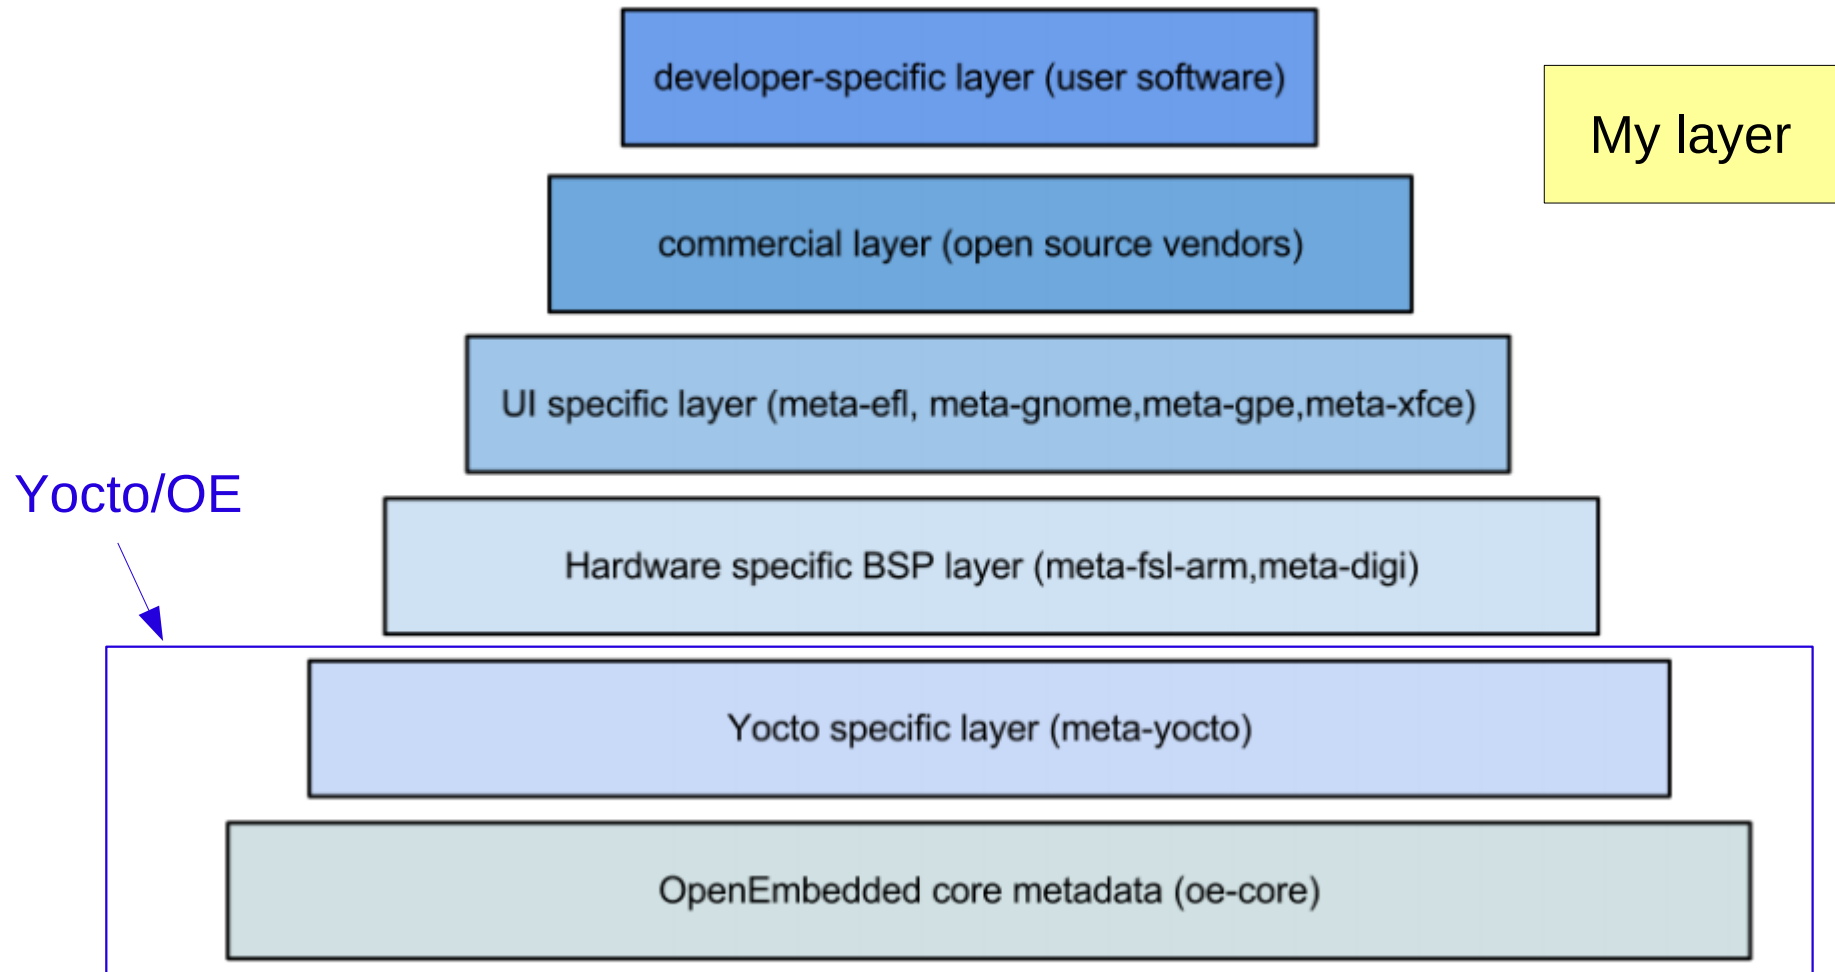 developer-specific layer (user software)
My layer
commercial layer (open source vendors)
UI specific layer (meta-efl, meta-gnome,meta-gpe,meta-xfce)
Yocto/OE
Hardware specific BSP layer (meta-fsl-arm,meta-digi)
Yocto specific layer (meta-yocto)
OpenEmbedded core metadata (oe-core)